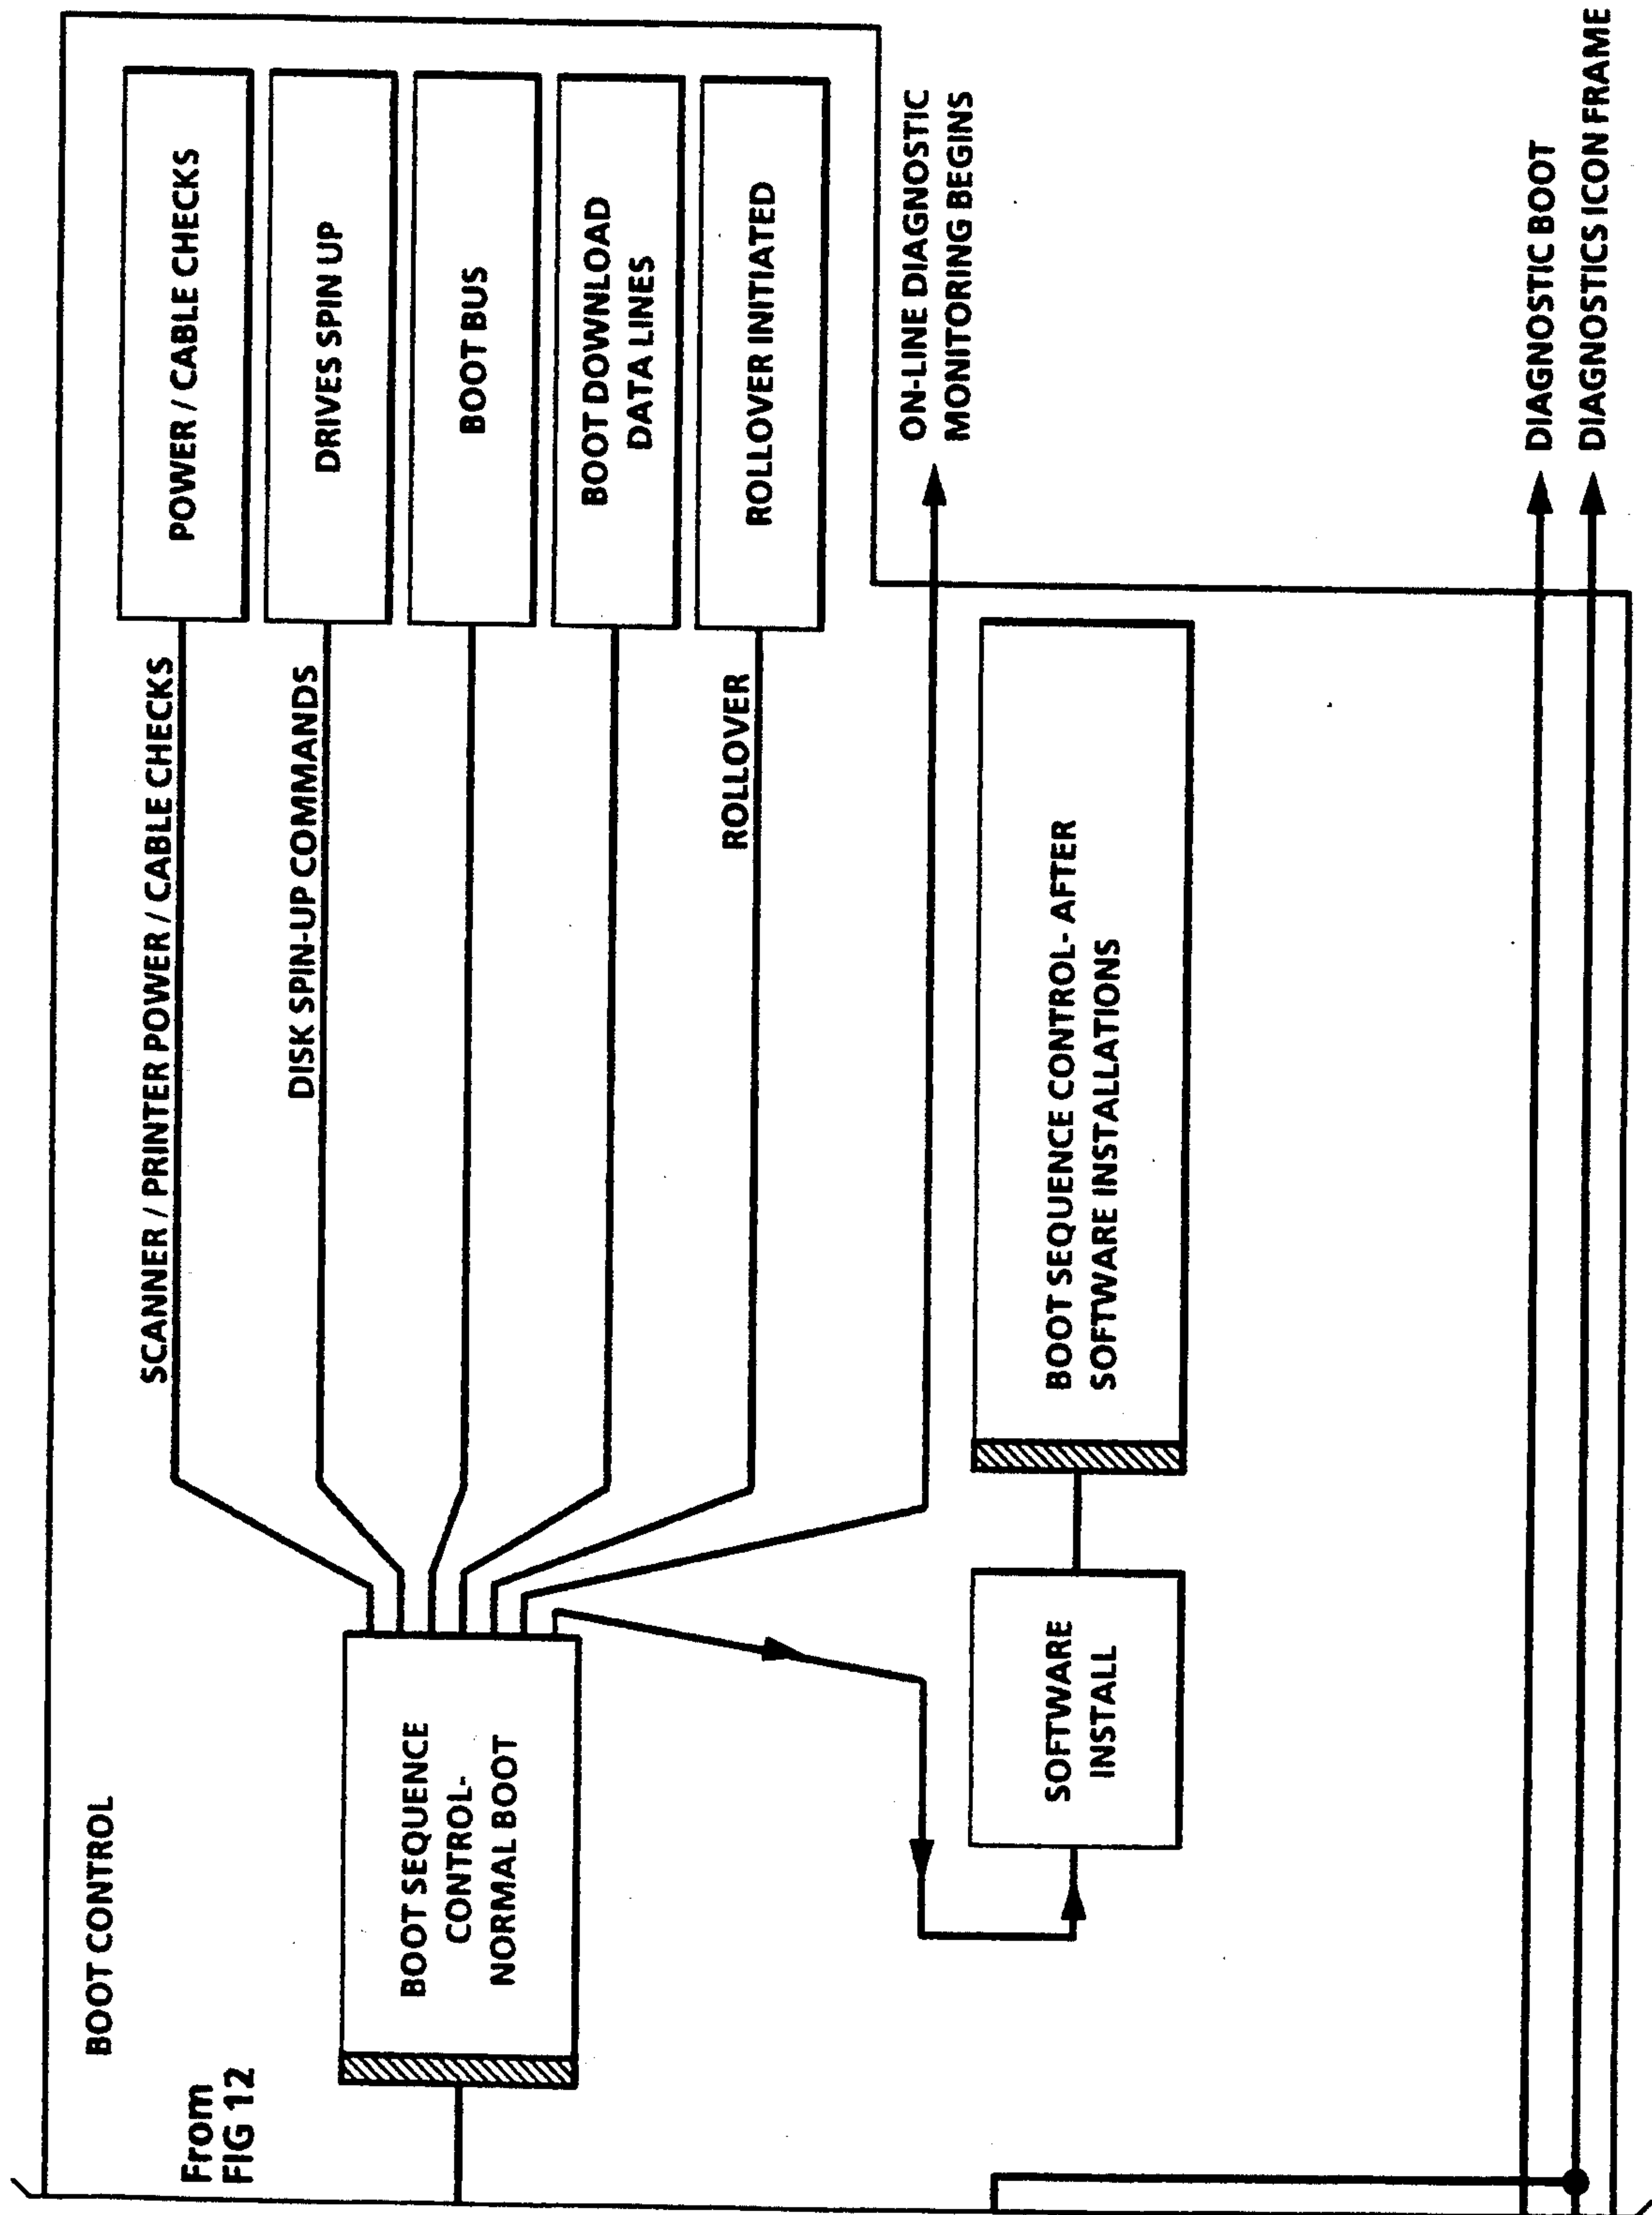 BOOT CONTROL
From
FIG 12
BOOT SEQUENCE
CONTROL-
NORMAL BOOT
SCANNER / PRINTER POWER / CABLE CHECKS
POWER / CABLE CHECKS
DISK SPIN-UP COMMANDS
DRIVES SPIN UP
BOOT BUS
BOOT DOWNLOAD
DATA LINES
ROLLOVER
ROLLOVER INITIATED
ON-LINE DIAGNOSTIC
MONITORING BEGINS
SOFTWARE
INSTALL
BOOT SEQUENCE CONTROL- AFTER
SOFTWARE INSTALLATIONS
DIAGNOSTIC BOOT
DIAGNOSTICS ICON FRAME